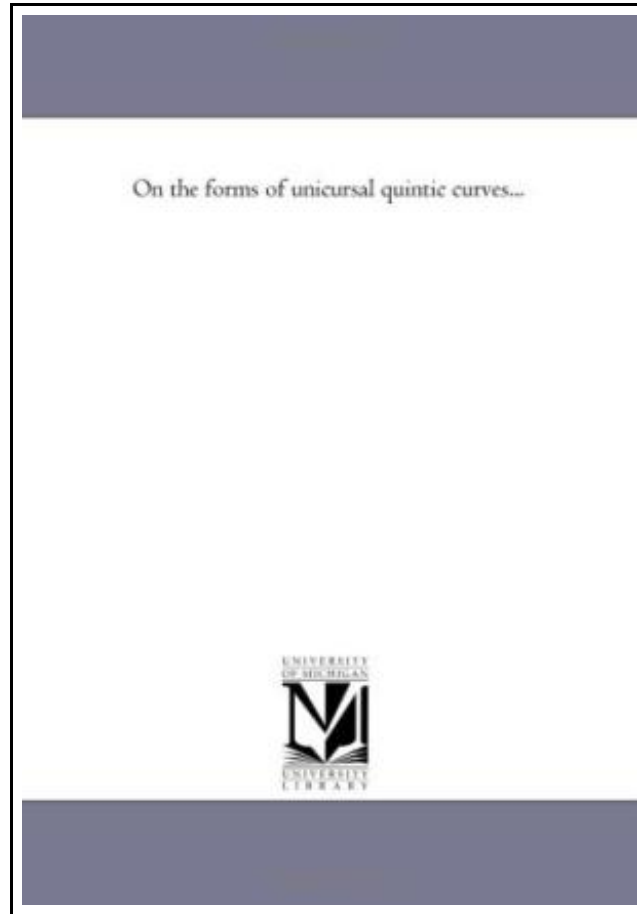 On the forms of unicursal quintic curves...
UNIVERSITY
OF MICHIGAN
UNIVERSITY
LIBRARY